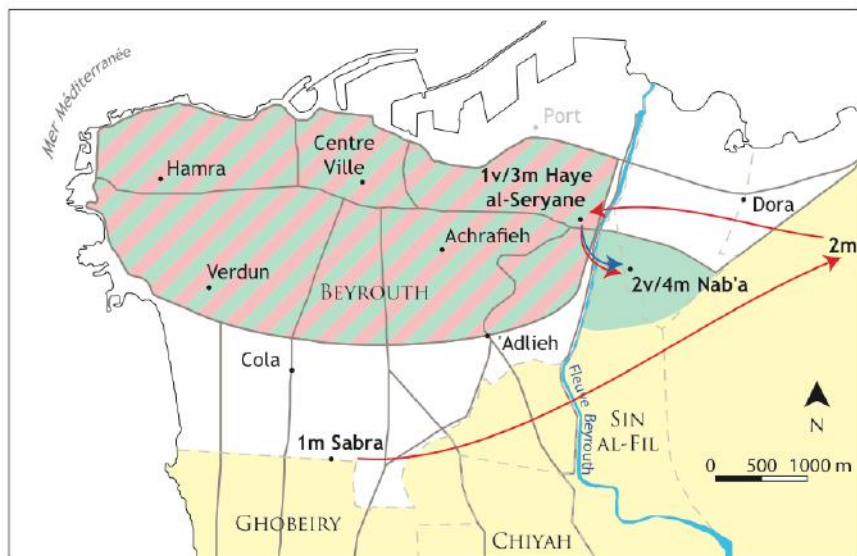 Mer Méditerranée
Port
Centre
Ville
Hamra
1v/3m Haye
al-Seryane
Dora
Achrafieh
2m
Verdun
BEYROUTH
2v/4m Nab'a
'Adlieh
Cola
Fleuve Beyrouth
SIN
AL-FIL
N
1m Sabra
0 500 1000 m
GHOBEIRY
CHIYAH